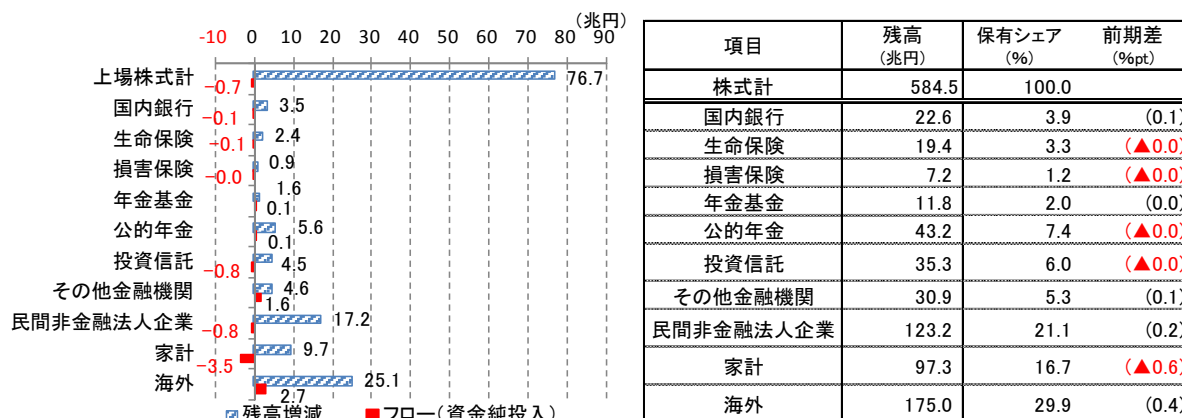 (兆円)
-10 0 10 20 30 40 50 60 70 80 90
上場株式計 -0.7 76.7
国内銀行 -0.1 3.5
生命保険 -0.1 2.4
損害保険 -0.0 0.9
年金基金 1.6 0.1
公的年金 5.6 0.1
投資信託 -0.8 4.5
その他金融機関 4.6 1.6
民間非金融法人企業 -0.8 17.2
家計 -3.5 9.7
海外 25.1 2.7
残高増減 フロー(資金純投入)
項目 残高 保有シェア 前期差
(兆円) (%) (%pt)
株式計 584.5 100.0
国内銀行 22.6 3.9 (0.1)
生命保険 19.4 3.3 (▲0.0)
損害保険 7.2 1.2 (▲0.0)
年金基金 11.8 2.0 (0.0)
公的年金 43.2 7.4 (▲0.0)
投資信託 35.3 6.0 (▲0.0)
その他金融機関 30.9 5.3 (0.1)
民間非金融法人企業 123.2 21.1 (0.2)
家計 97.3 16.7 (▲0.6)
海外 175.0 29.9 (0.4)